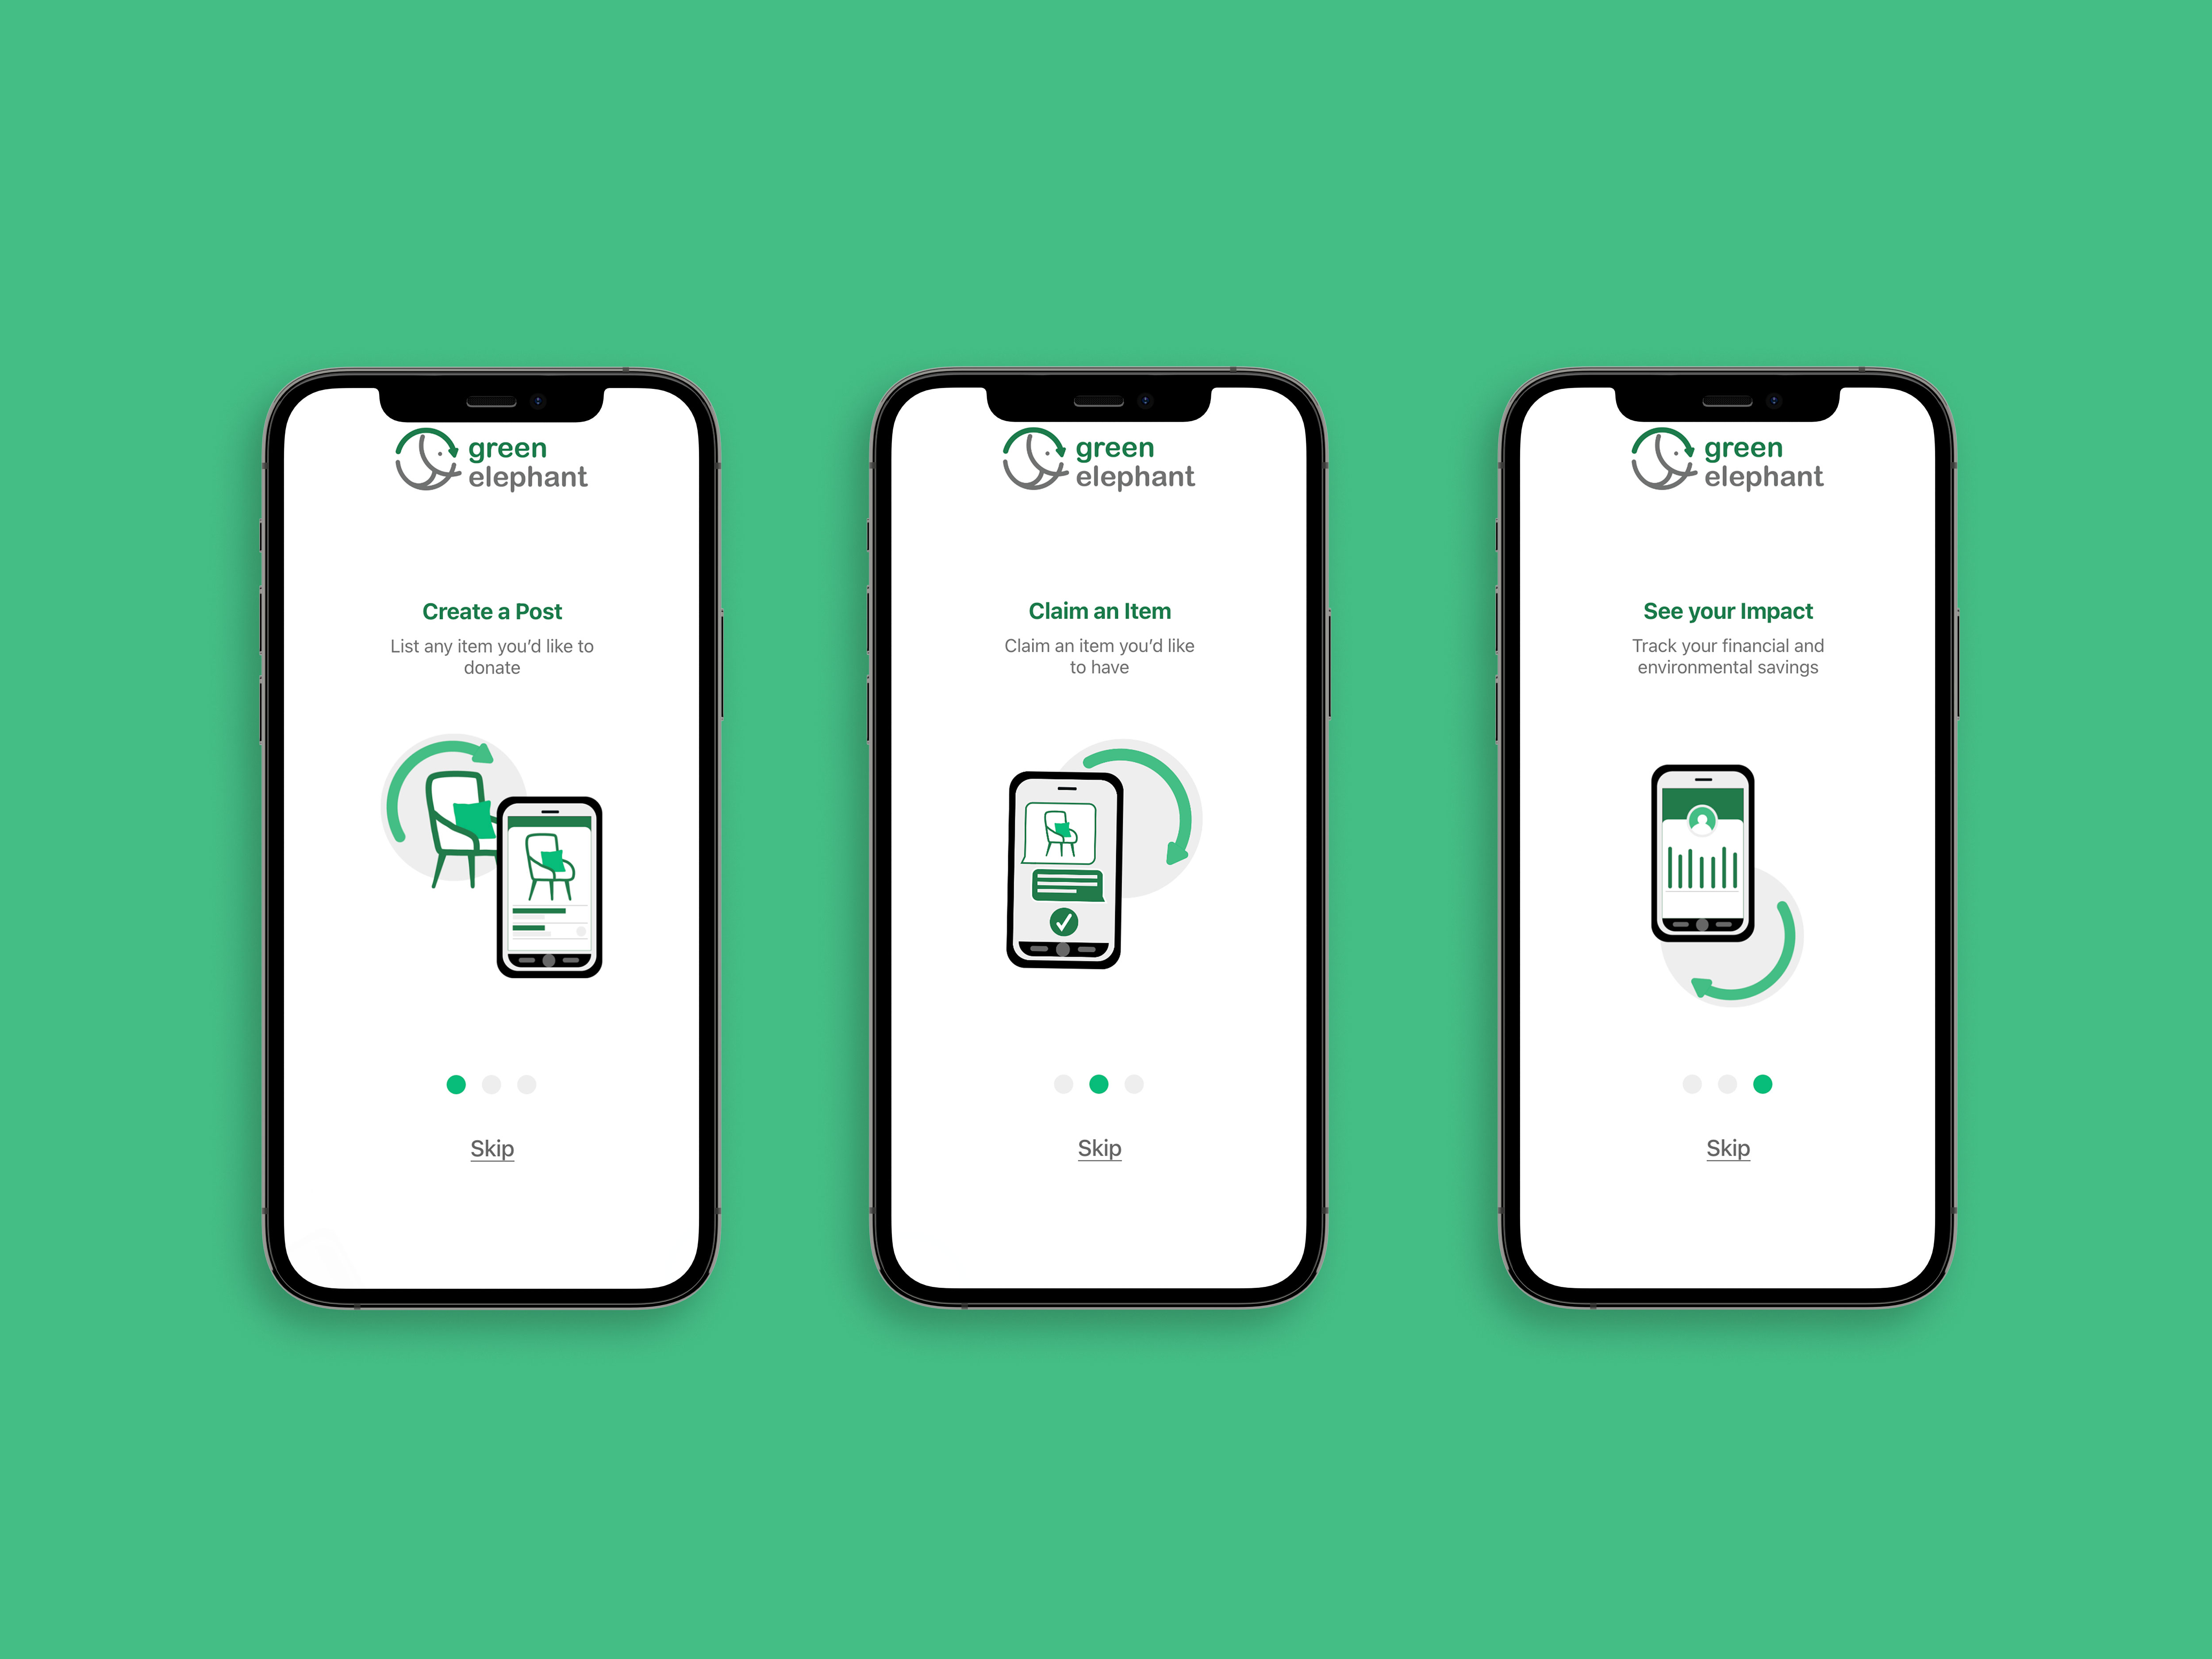 green
elephant
Create a Post
List any item you’d like to
donate
Skip
green
elephant
Claim an Item
Claim an item you’d like
to have
Skip
green
elephant
See your Impact
Track your financial and
environmental savings
Skip